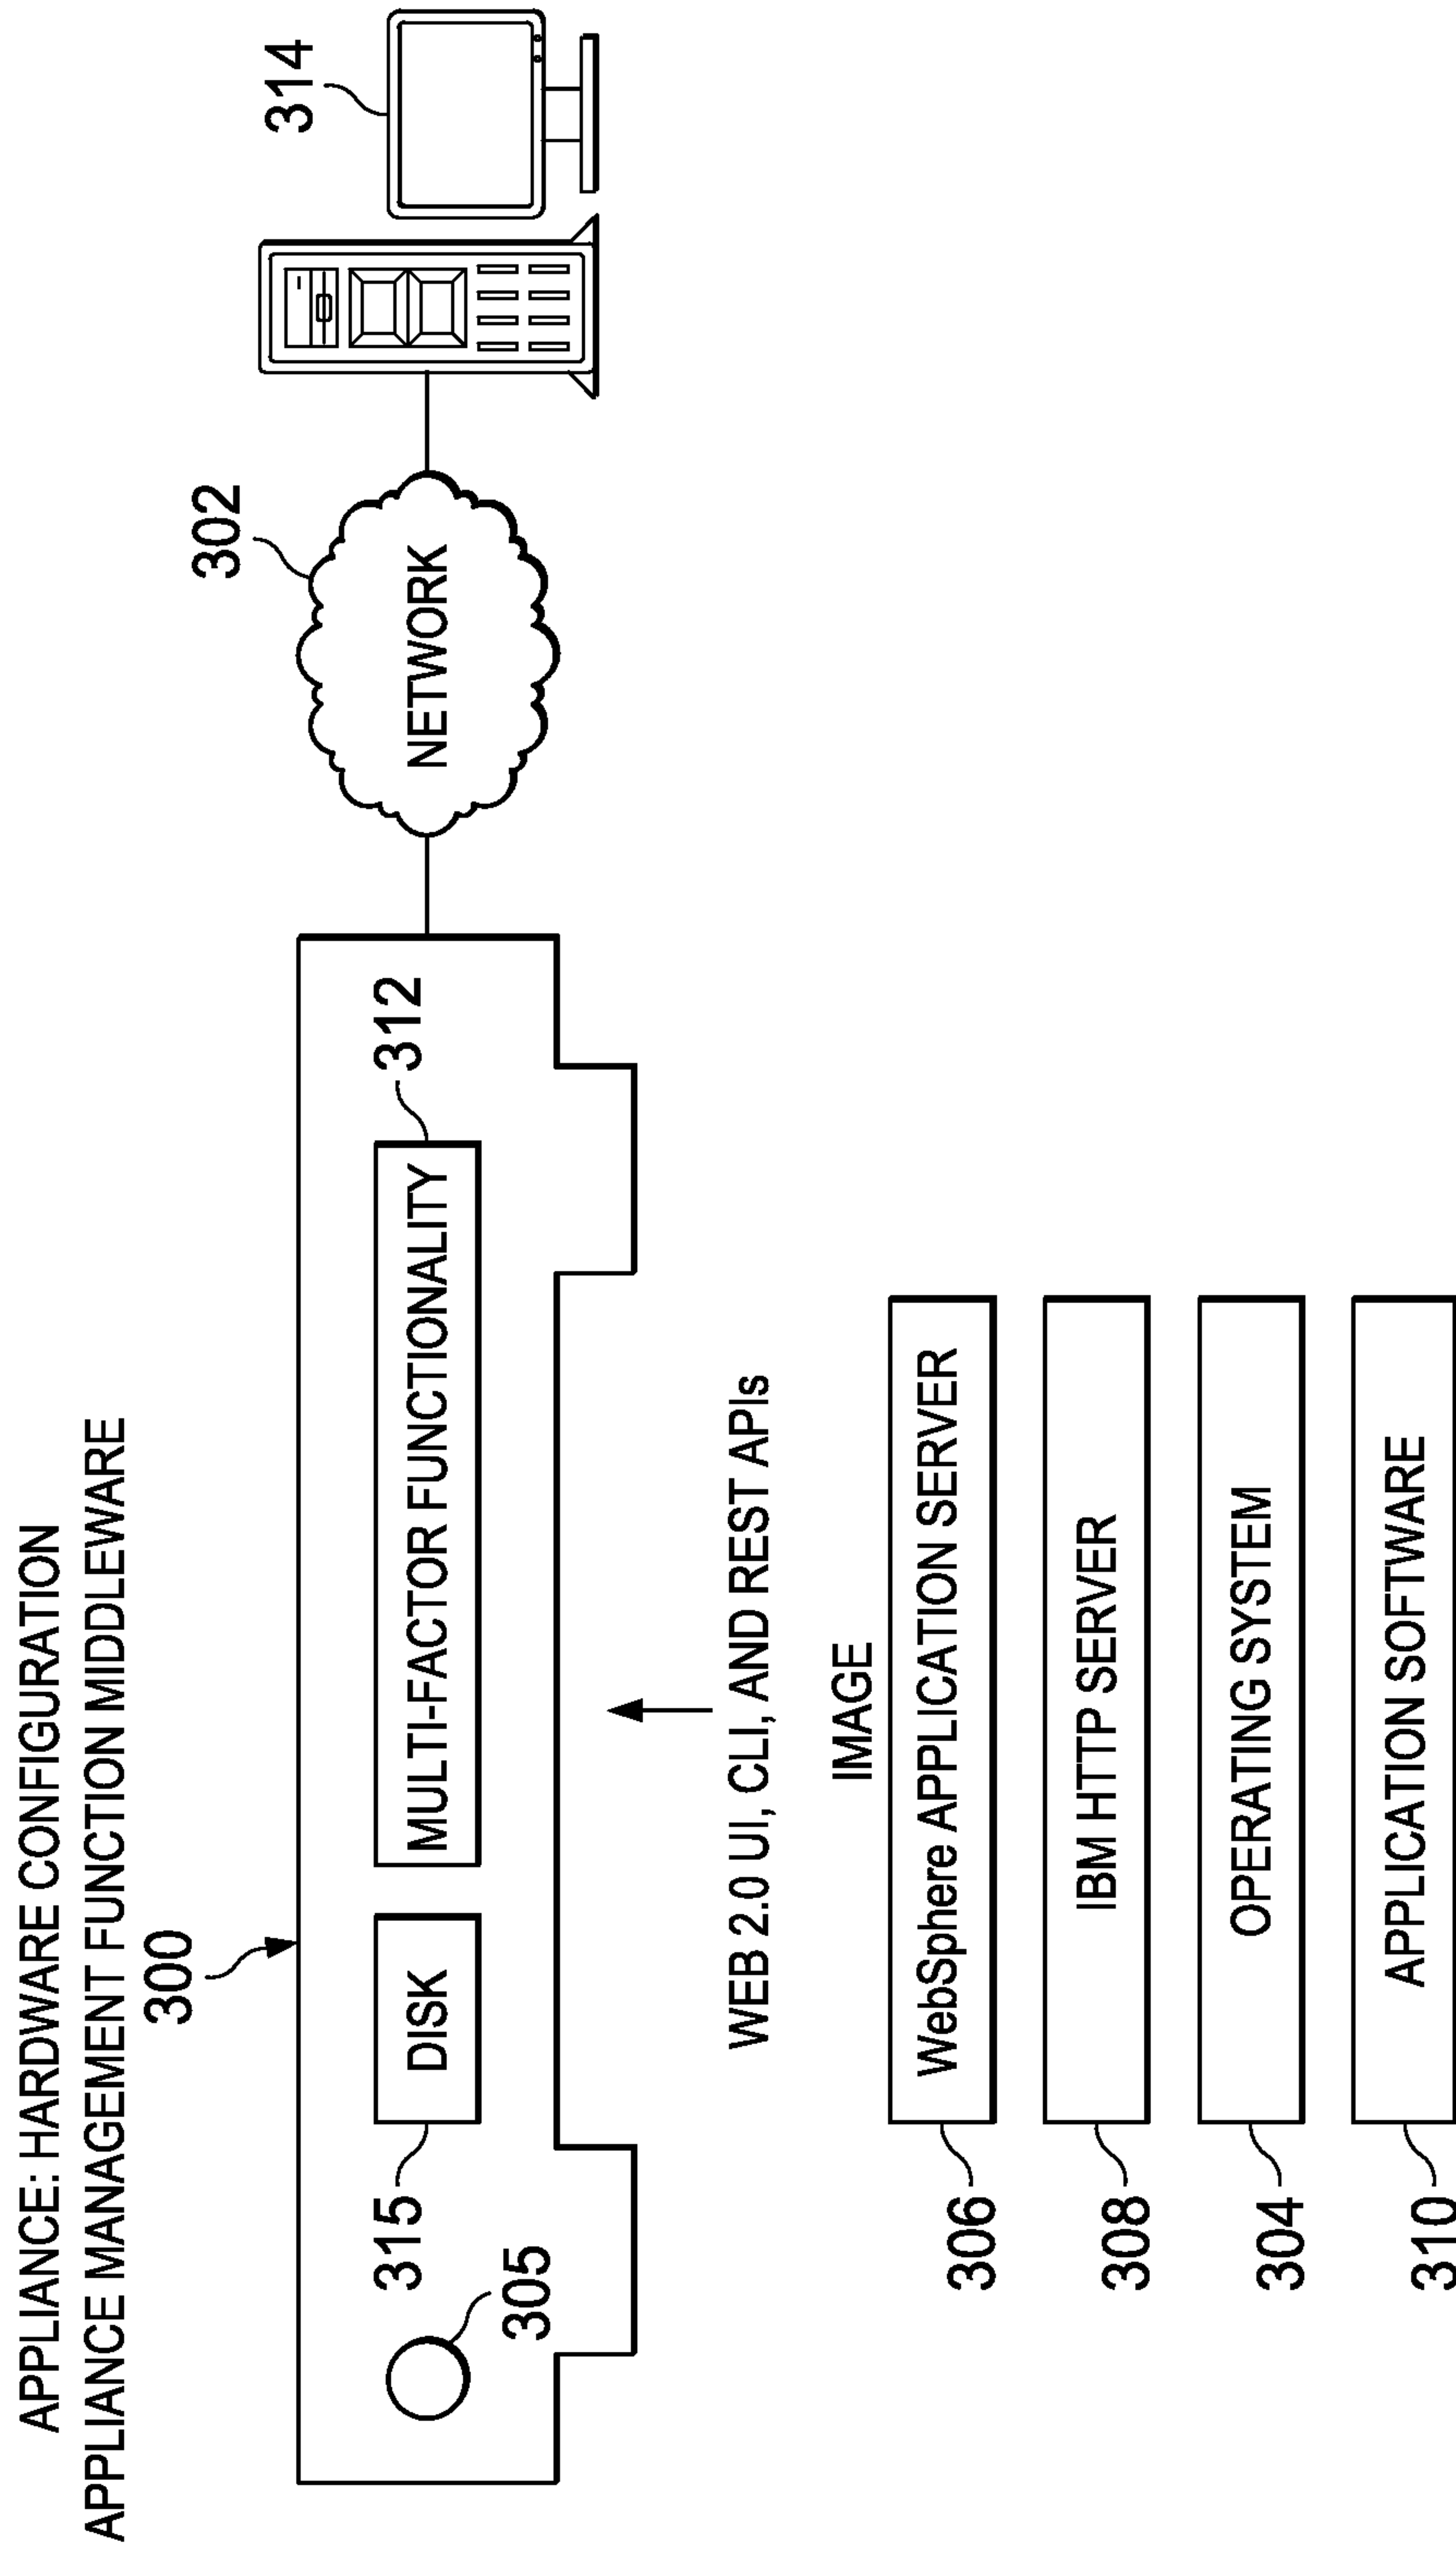 APPLIANCE: HARDWARE CONFIGURATION
APPLIANCE MANAGEMENT FUNCTION MIDDLEWARE
300
302
314
305
315
DISK
MULTI-FACTOR FUNCTIONALITY
312
NETWORK
WEB 2.0 UI, CLI, AND REST APIs
IMAGE
306
WebSphere APPLICATION SERVER
308
IBM HTTP SERVER
304
OPERATING SYSTEM
310
APPLICATION SOFTWARE